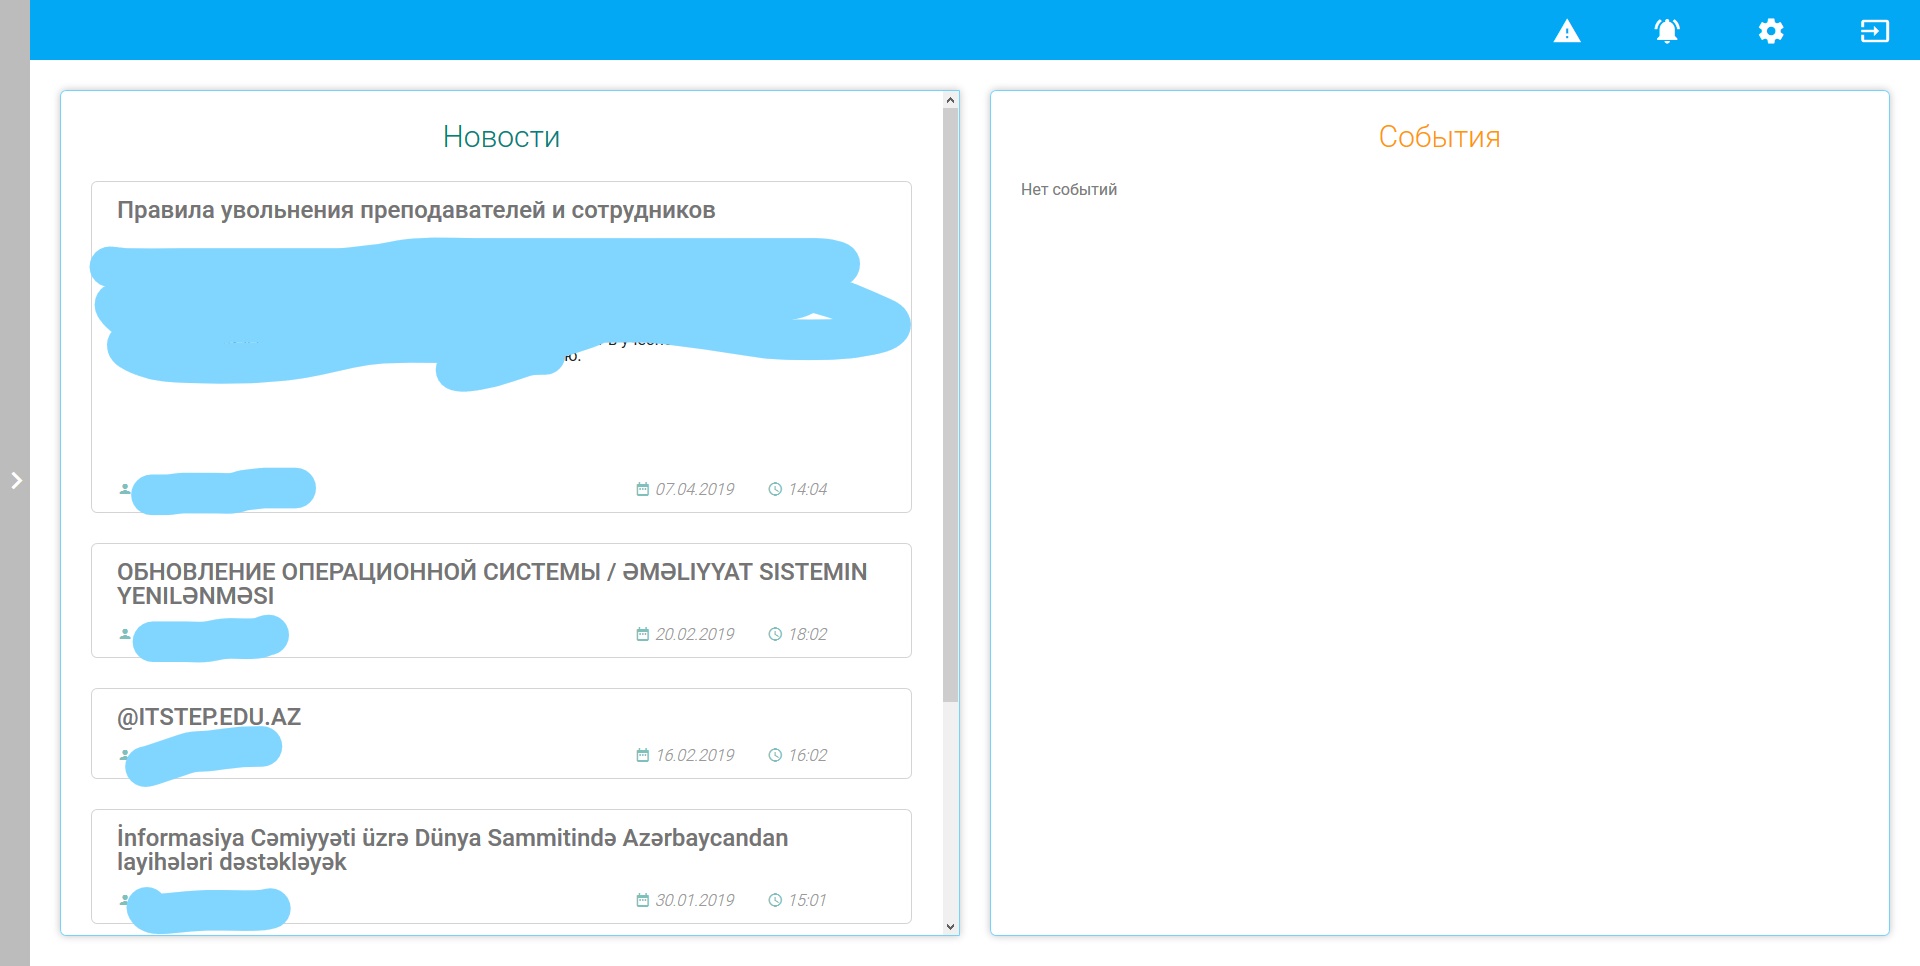 Новости
Правила увольнения преподавателей и сотрудников
07.04.2019 14:04
ОБНОВЛЕНИЕ ОПЕРАЦИОННОЙ СИСТЕМЫ / ƏMƏLIYYAT SISTEMIN
YENILƏNMƏSI
20.02.2019 18:02
@ITSTEP.EDU.AZ
16.02.2019 16:02
İnformasiya Cəmiyyəti üzrə Dünya Sammitində Azərbaycandan
layihələri dəstəkləyək
30.01.2019 15:01
События
Нет событий